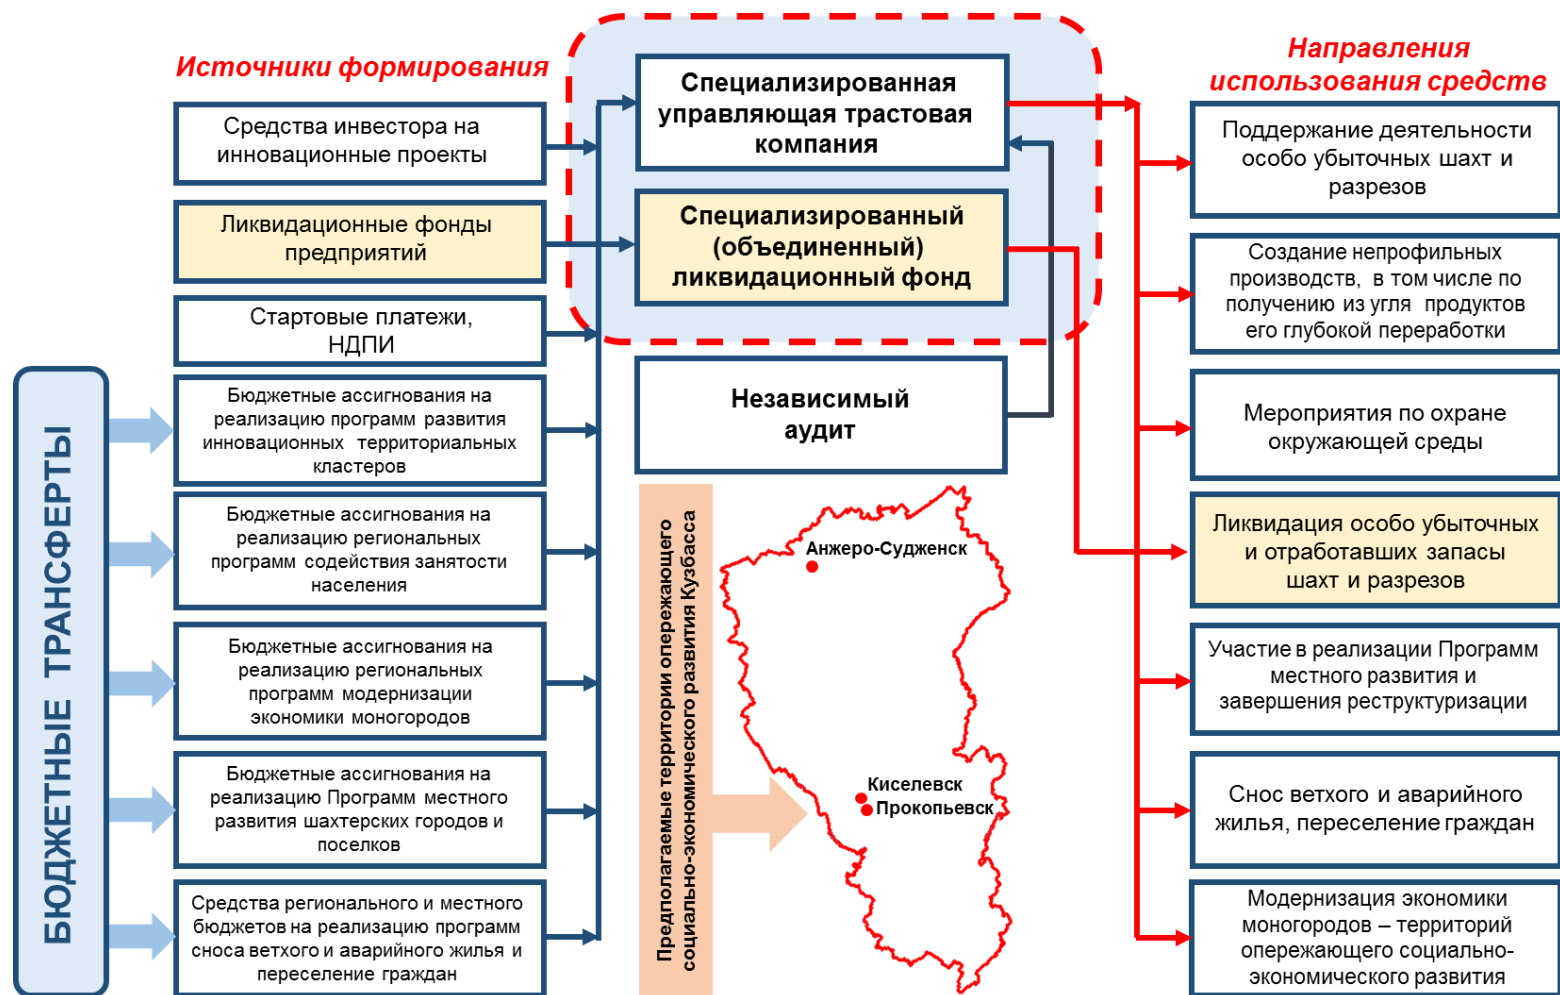 Источники формирования
Средства инвестора на
инновационные проекты
Ликвидационные фонды
предприятий
Стартовые платежи,
НДПИ
Бюджетные ассигнования на
реализацию программ развития
инновационных территориальных
кластеров
Бюджетные ассигнования на
реализацию региональных
программ содействия занятости
населения
Бюджетные ассигнования на
реализацию региональных
программ модернизации
экономики моногородов
Бюджетные ассигнования на
реализацию Программ местного
развития шахтерских городов и
поселков
Средства регионального и местного
бюджетов на реализацию программ
сноса ветхого и аварийного жилья и
переселение граждан
БЮДЖЕТНЫЕ ТРАНСФЕРТЫ
Специализированная
управляющая трастовая
компания
Специализированный
(объединенный)
ликвидационный фонд
Независимый
аудит
Предполагаемые территории опережающего
социально-экономического развития Кузбасса
Анжеро-Судженск
Киселевск
Прокопьевск
Направления
использования средств
Поддержание деятельности
особо убыточных шахт и
разрезов
Создание непрофильных
производств, в том числе по
получению из угля продуктов
его глубокой переработки
Мероприятия по охране
окружающей среды
Ликвидация особо убыточных
и отработавших запасы
шахт и разрезов
Участие в реализации Программ
местного развития и
завершения реструктуризации
Снос ветхого и аварийного
жилья, переселение граждан
Модернизация экономики
моногородов – территорий
опережающего социально-
экономического развития